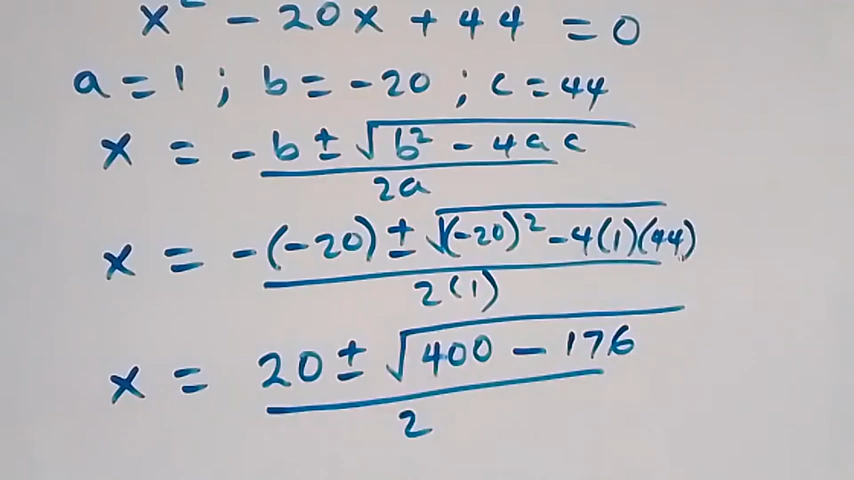 x² - 20x + 44 = 0
a = 1 ; b = -20 ; c = 44
x = -b ± √(b² - 4ac) / 2a
x = -(-20) ± √((-20)² - 4(1)(44)) / 2(1)
x = 20 ± √(400 - 176) / 2